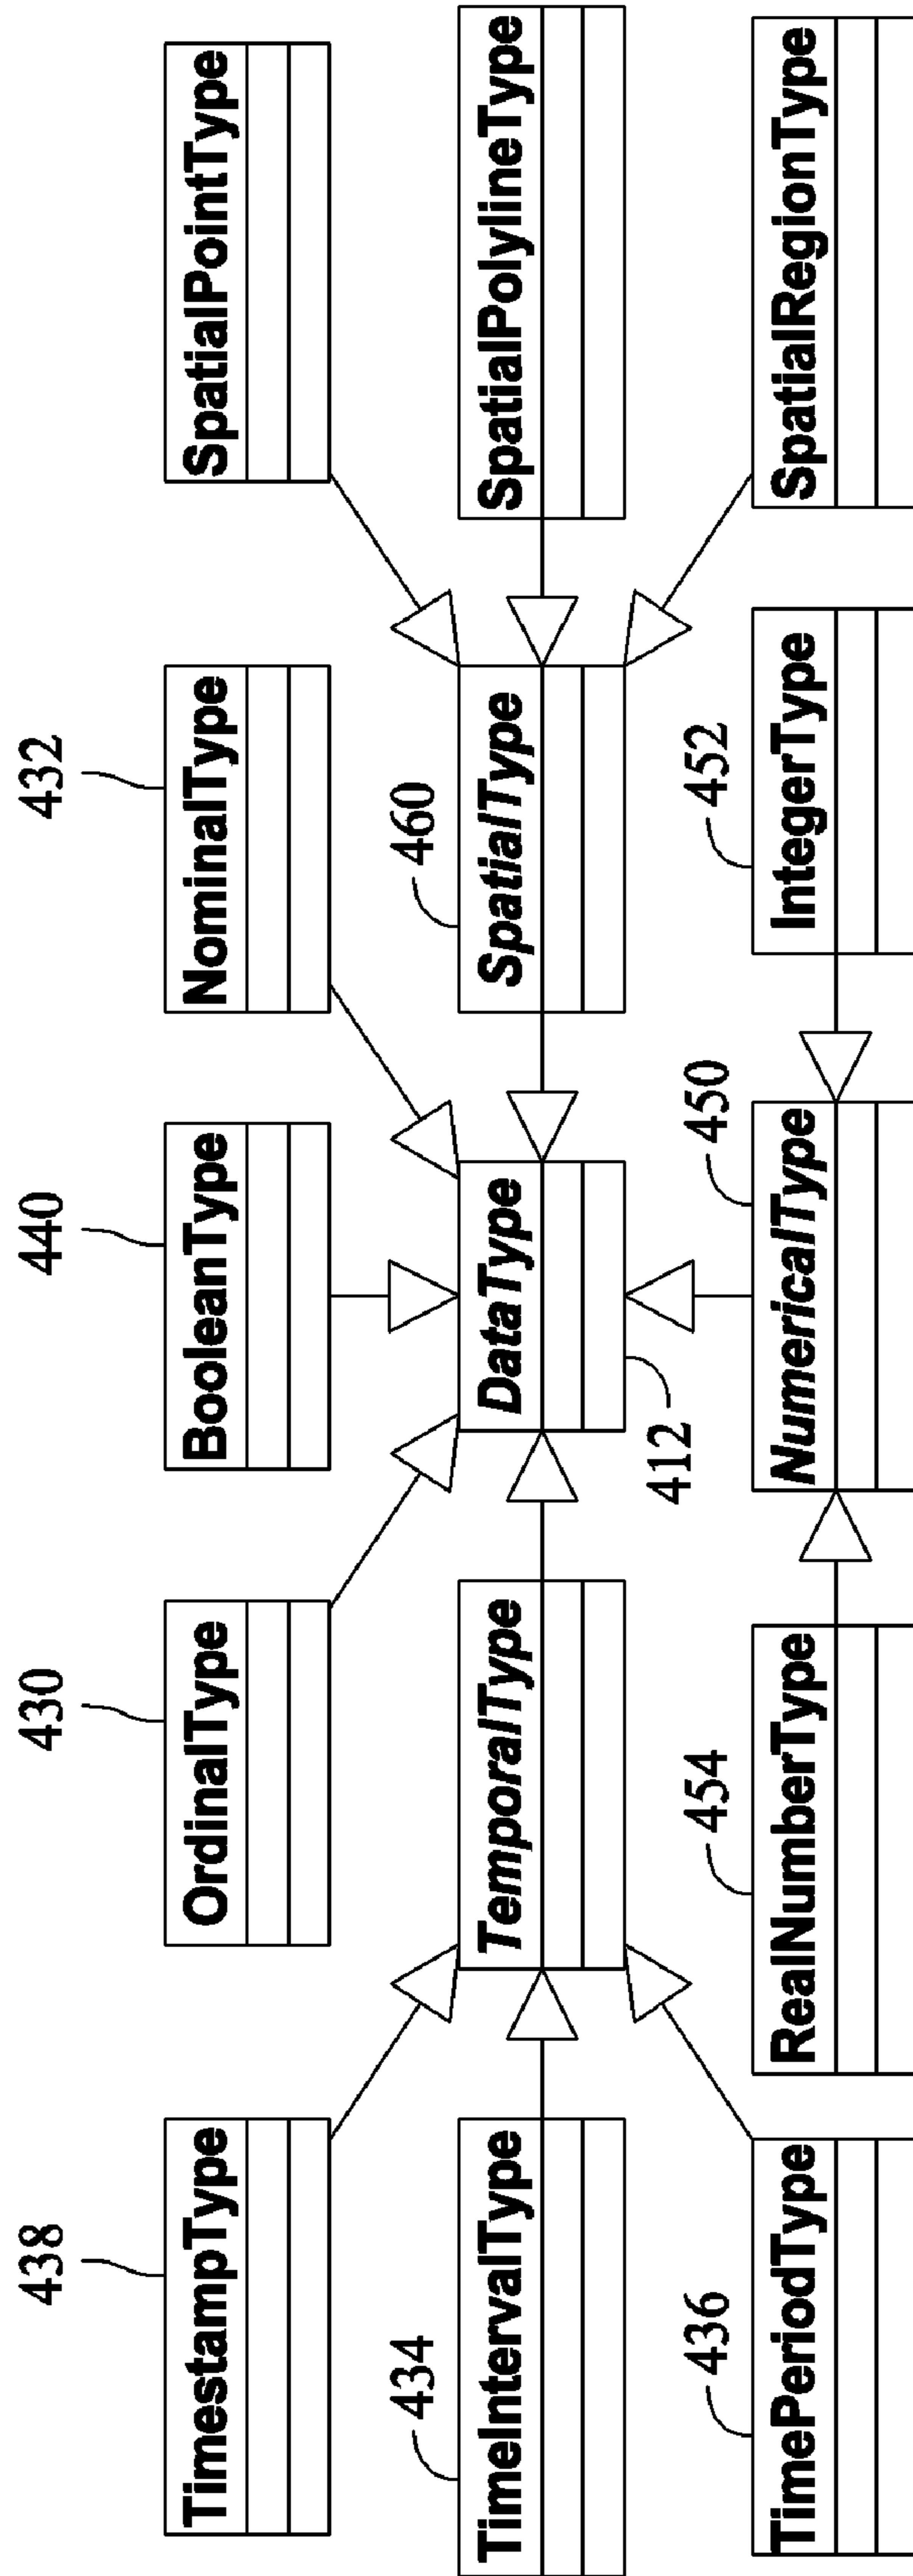 438
430
440
432
TimestampType
OrdinalType
BooleanType
NominalType
SpatialPointType
434
460
TimeIntervalType
TemporalType
DataType
SpatialType
SpatialPolylineType
412
436
454
450
452
TimePeriodType
RealNumberType
NumericalType
IntegerType
SpatialRegionType